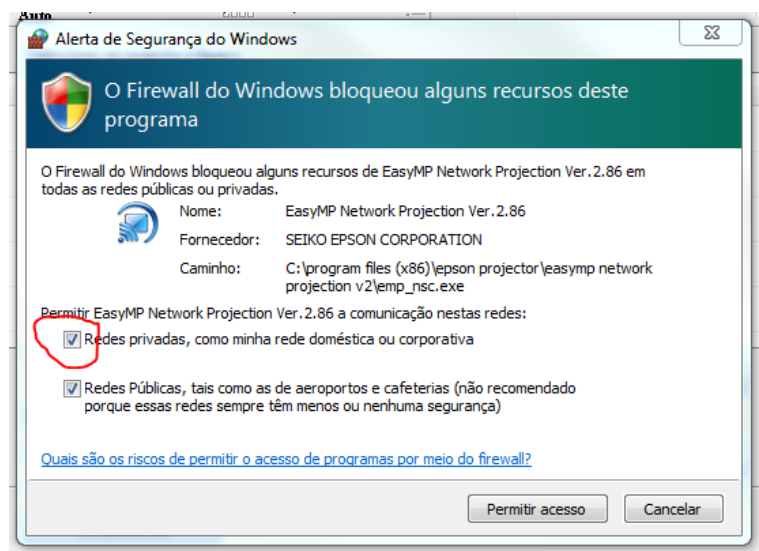 Auto
Alerta de Segurança do Windows
O Firewall do Windows bloqueou alguns recursos deste
programa
O Firewall do Windows bloqueou alguns recursos de EasyMP Network Projection Ver.2.86 em
todas as redes públicas ou privadas.
Nome: EasyMP Network Projection Ver.2.86
Fornecedor: SEIKO EPSON CORPORATION
Caminho: C:\program files (x86)\epson projector\easymp network
projection v2\emp_nsc.exe
Permitir EasyMP Network Projection Ver.2.86 a comunicação nestas redes:
Redes privadas, como minha rede doméstica ou corporativa
Redes Públicas, tais como as de aeroportos e cafeterias (não recomendado
porque essas redes sempre têm menos ou nenhuma segurança)
Quais são os riscos de permitir o acesso de programas por meio do firewall?
Permitir acesso Cancelar